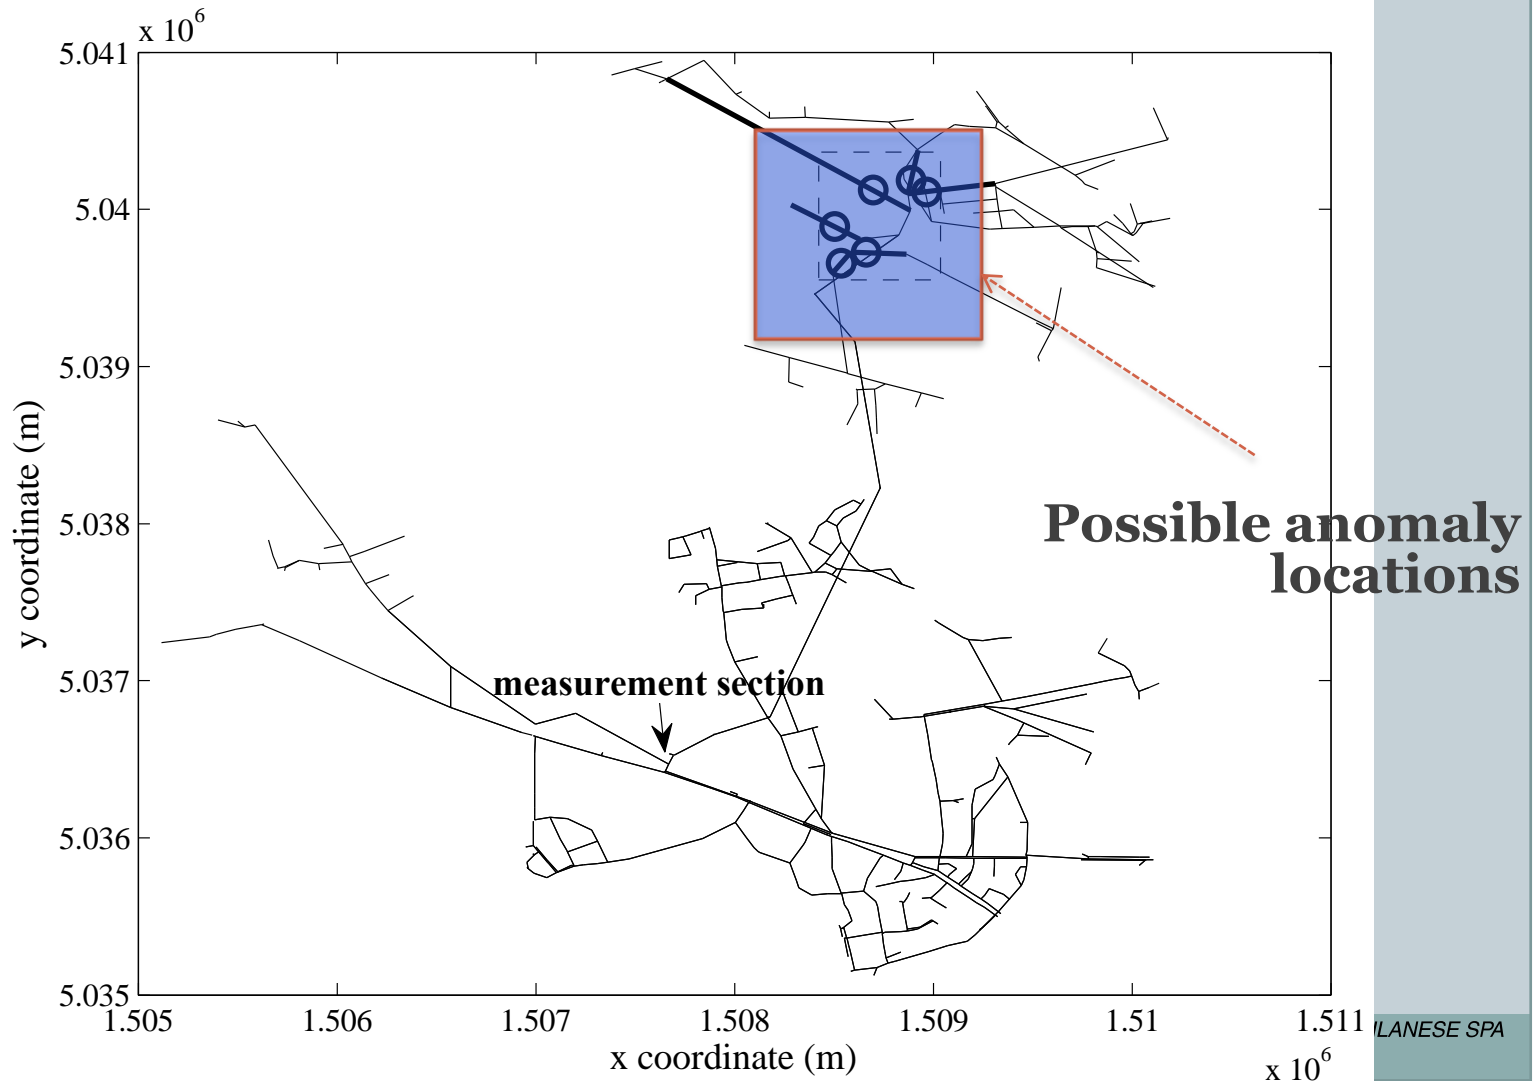 x 10^6
5.041
5.04
5.039
5.038
5.037
5.036
5.035
y coordinate (m)
Possible anomaly
locations
measurement section
1.505 1.506 1.507 1.508 1.509 1.51 1.511
x coordinate (m)
x 10^6
LANESE SPA